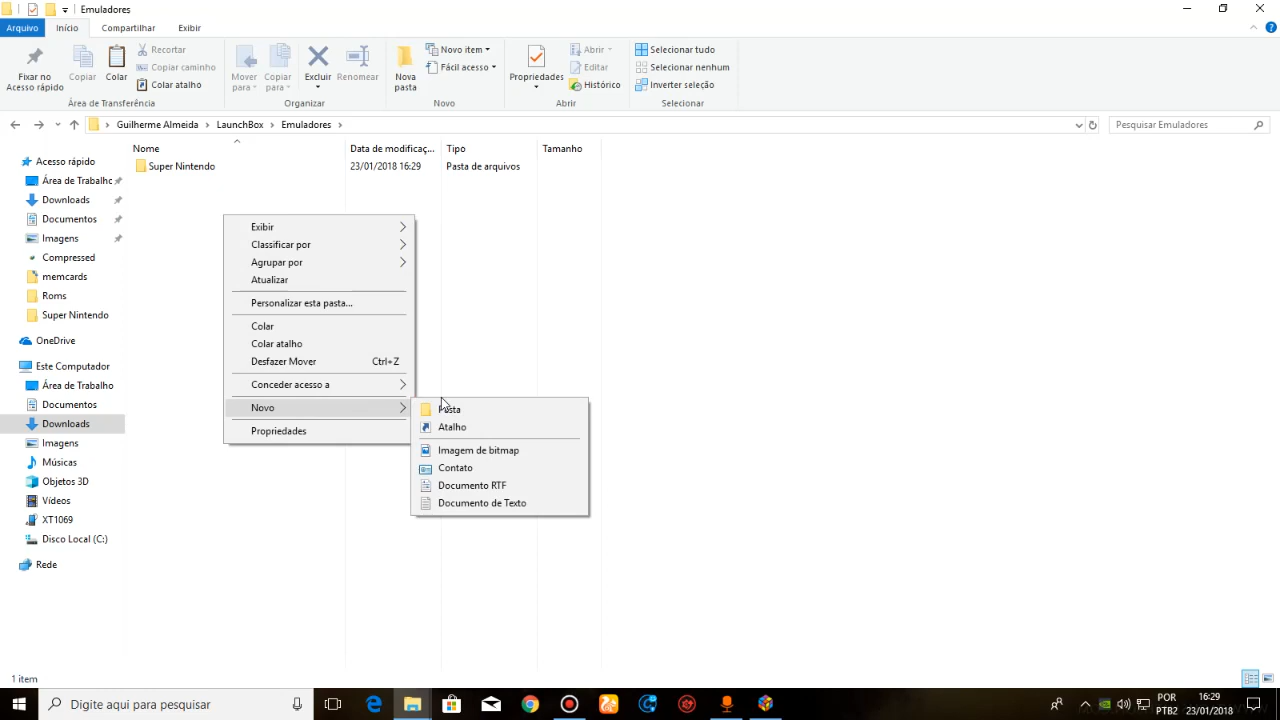 Emuladores
Arquivo Início Compartilhar Exibir
Fixar no Acesso rápido
Copiar
Colar
Recortar
Copiar caminho
Colar atalho
Área de Transferência
Mover para
Copiar para
Excluir
Renomear
Organizar
Nova pasta
Novo item
Fácil acesso
Novo
Propriedades
Abrir
Editar
Histórico
Abrir
Selecionar tudo
Selecionar nenhum
Inverter seleção
Selecionar
Guilherme Almeida > LaunchBox > Emuladores >
Pesquisar Emuladores
Nome Data de modificaç... Tipo Tamanho
Super Nintendo 23/01/2018 16:29 Pasta de arquivos
Acesso rápido
Área de Trabalho
Downloads
Documentos
Imagens
Compressed
memcards
Roms
Super Nintendo
OneDrive
Este Computador
Área de Trabalho
Documentos
Downloads
Imagens
Músicas
Objetos 3D
Vídeos
XT1069
Disco Local (C:)
Rede
Exibir
Classificar por
Agrupar por
Atualizar
Personalizar esta pasta...
Colar
Colar atalho
Desfazer Mover Ctrl+Z
Conceder acesso a
Novo
Propriedades
Pasta
Atalho
Imagem de bitmap
Contato
Documento RTF
Documento de Texto
1 item
Digite aqui para pesquisar
POR
PTB2
16:29
23/01/2018